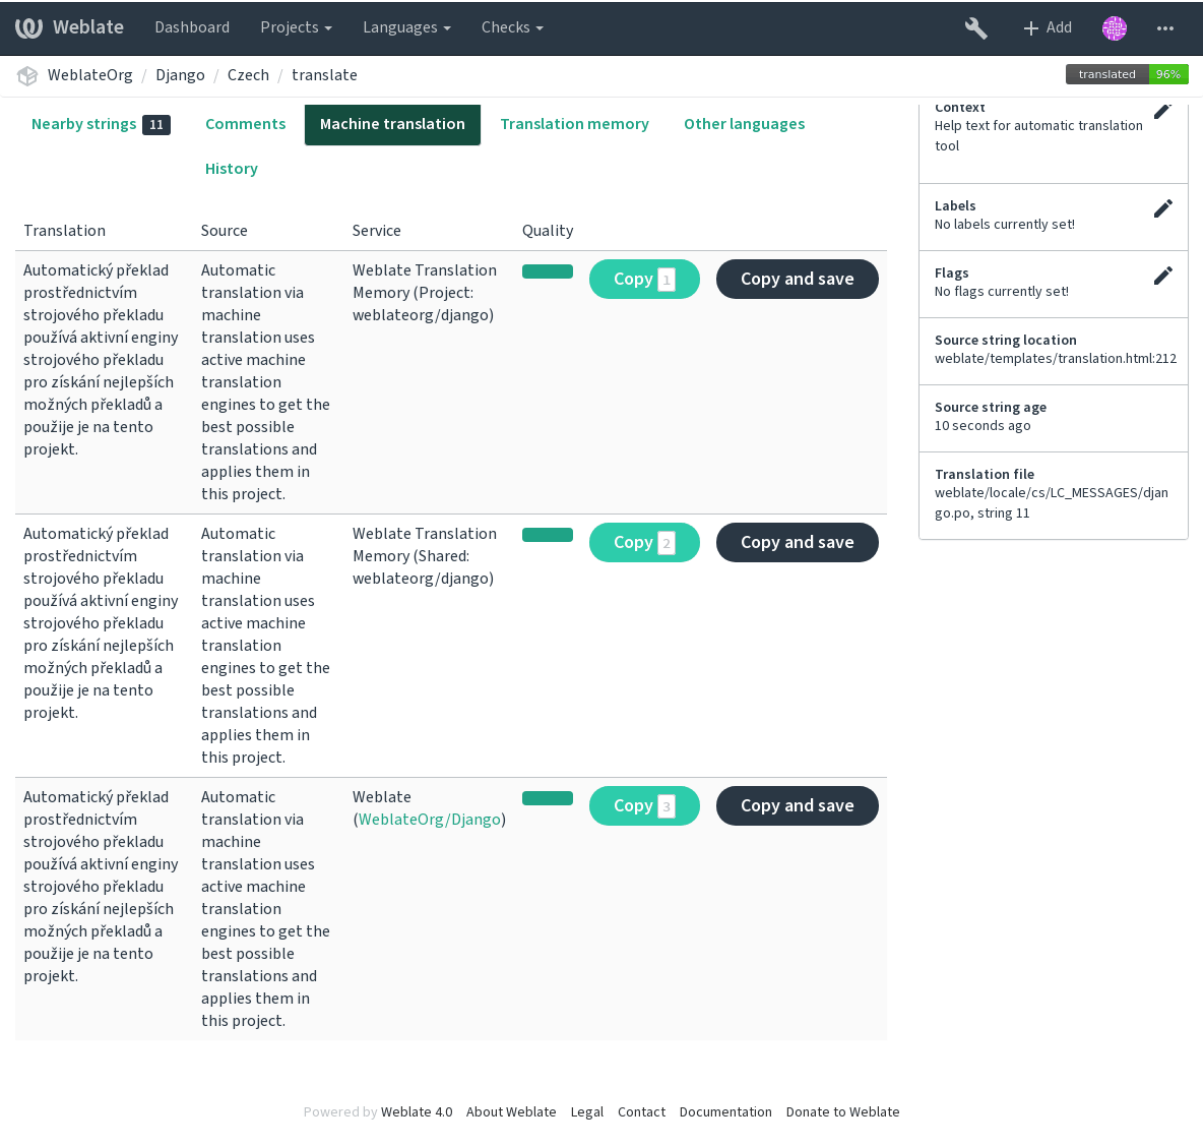 Weblate Dashboard Projects Languages Checks Add
WeblateOrg / Django / Czech / translate translated 96%
Nearby strings 11 Comments Machine translation Translation memory Other languages
History
Translation Source Service Quality
Automatický překlad
prostřednictvím
strojového překladu
používá aktivní enginy
strojového překladu
pro získání nejlepších
možných překladů a
použije je na tento
projekt.
Automatic
translation via
machine
translation uses
active machine
translation
engines to get the
best possible
translations and
applies them in
this project.
Weblate Translation
Memory (Project:
weblateorg/django)
Copy 1 Copy and save
Automatický překlad
prostřednictvím
strojového překladu
používá aktivní enginy
strojového překladu
pro získání nejlepších
možných překladů a
použije je na tento
projekt.
Automatic
translation via
machine
translation uses
active machine
translation
engines to get the
best possible
translations and
applies them in
this project.
Weblate Translation
Memory (Shared:
weblateorg/django)
Copy 2 Copy and save
Automatický překlad
prostřednictvím
strojového překladu
používá aktivní enginy
strojového překladu
pro získání nejlepších
možných překladů a
použije je na tento
projekt.
Automatic
translation via
machine
translation uses
active machine
translation
engines to get the
best possible
translations and
applies them in
this project.
Weblate
(WeblateOrg/Django)
Copy 3 Copy and save
Context
Help text for automatic translation
tool
Labels
No labels currently set!
Flags
No flags currently set!
Source string location
weblate/templates/translation.html:212
Source string age
10 seconds ago
Translation file
weblate/locale/cs/LC_MESSAGES/djan
go.po, string 11
Powered by Weblate 4.0 About Weblate Legal Contact Documentation Donate to Weblate